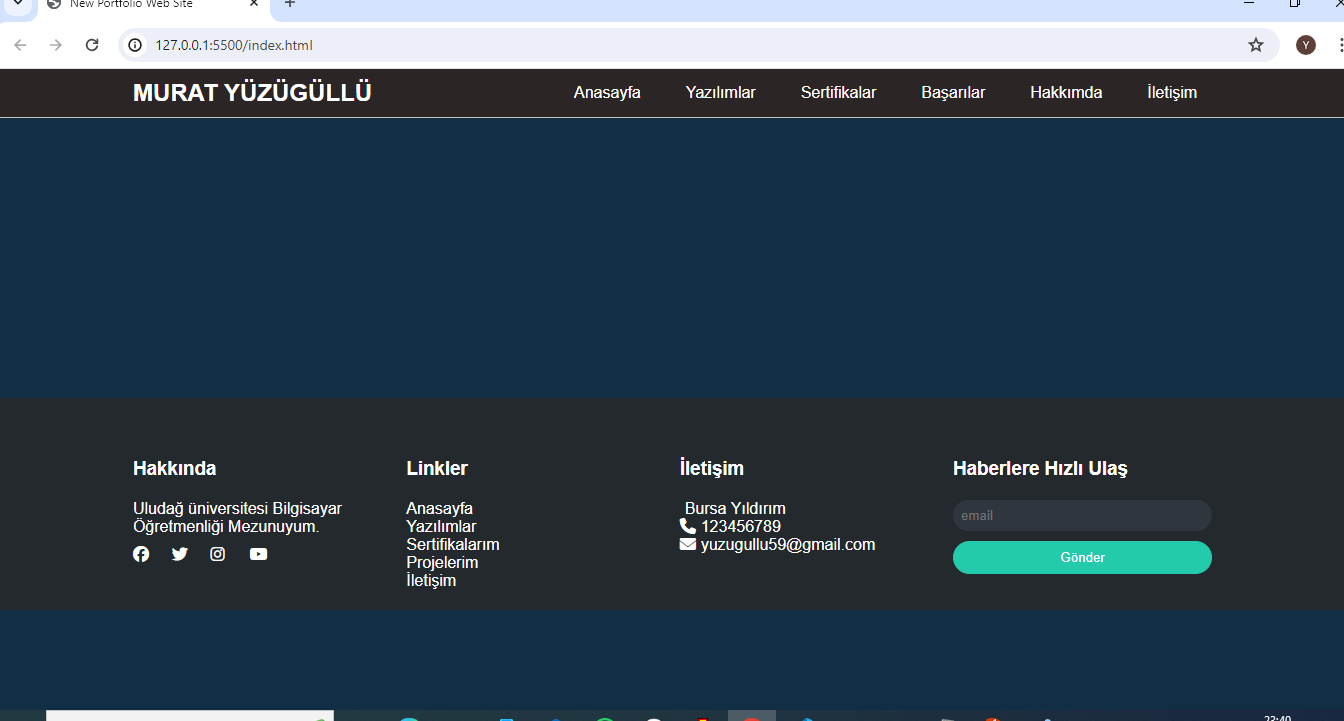 New Portfolio Web Site
127.0.0.1:5500/index.html
Y
MURAT YÜZÜGÜLLÜ
Anasayfa Yazılımlar Sertifikalar Başarılar Hakkımda İletişim
Hakkında
Uludağ üniversitesi Bilgisayar
Öğretmenliği Mezunuyum.
Linkler
Anasayfa
Yazılımlar
Sertifikalarım
Projelerim
İletişim
İletişim
Bursa Yıldırım
123456789
yuzugullu59@gmail.com
Haberlere Hızlı Ulaş
email
Gönder
22:40